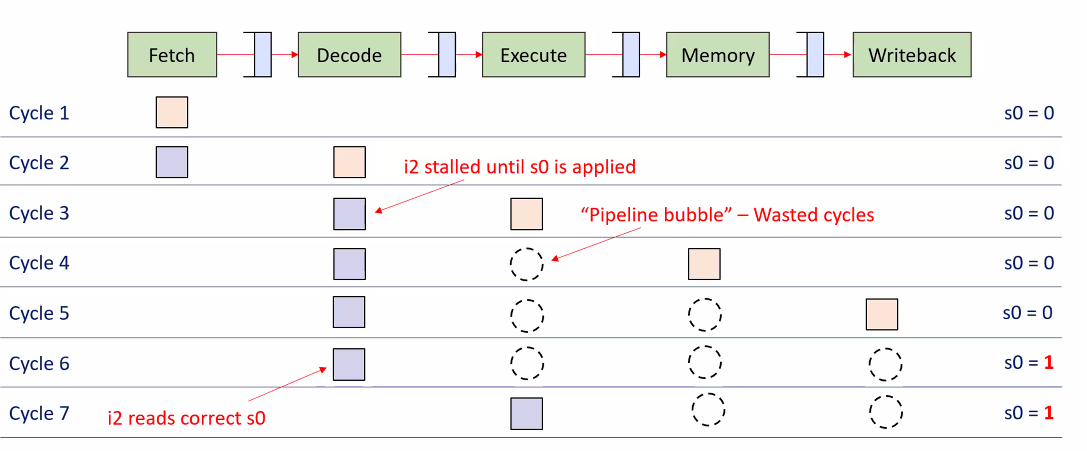 Fetch Decode Execute Memory Writeback
Cycle 1 s0 = 0
Cycle 2 i2 stalled until s0 is applied s0 = 0
Cycle 3 “Pipeline bubble” – Wasted cycles s0 = 0
Cycle 4 s0 = 0
Cycle 5 s0 = 0
Cycle 6 s0 = 1
Cycle 7 i2 reads correct s0 s0 = 1